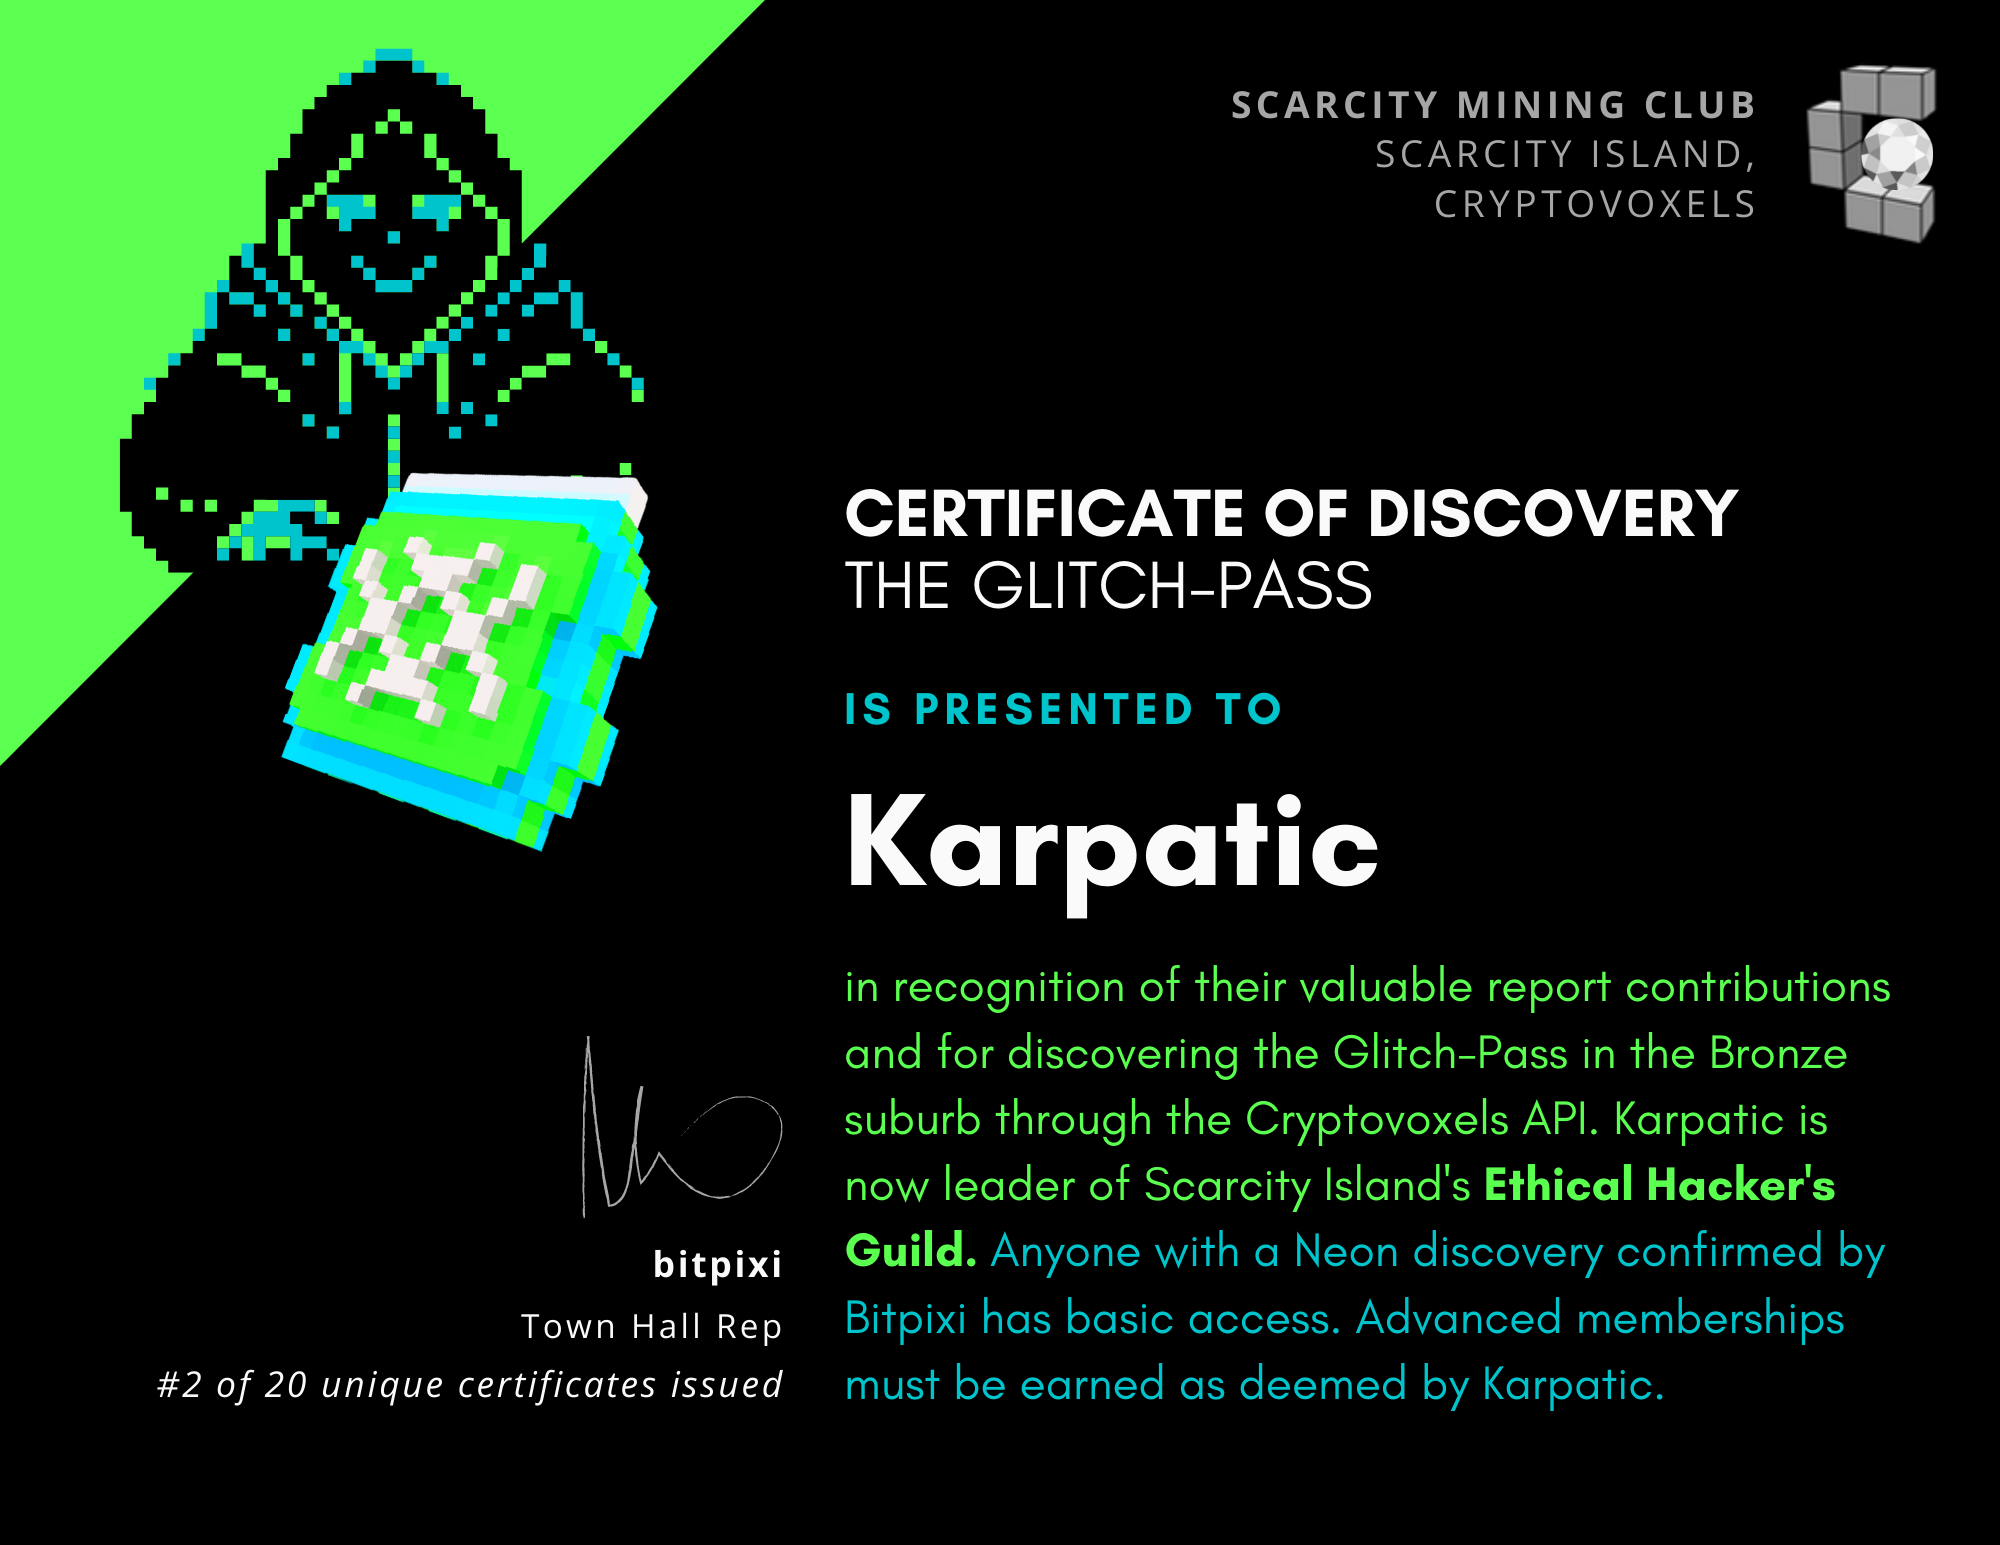 SCARCITY MINING CLUB
SCARCITY ISLAND,
CRYPTOVOXELS
CERTIFICATE OF DISCOVERY
THE GLITCH-PASS
IS PRESENTED TO
Karpatic
in recognition of their valuable report contributions
and for discovering the Glitch-Pass in the Bronze
suburb through the Cryptovoxels API. Karpatic is
now leader of Scarcity Island's Ethical Hacker's
Guild. Anyone with a Neon discovery confirmed by
Bitpixi has basic access. Advanced memberships
must be earned as deemed by Karpatic.
bitpixi
Town Hall Rep
#2 of 20 unique certificates issued